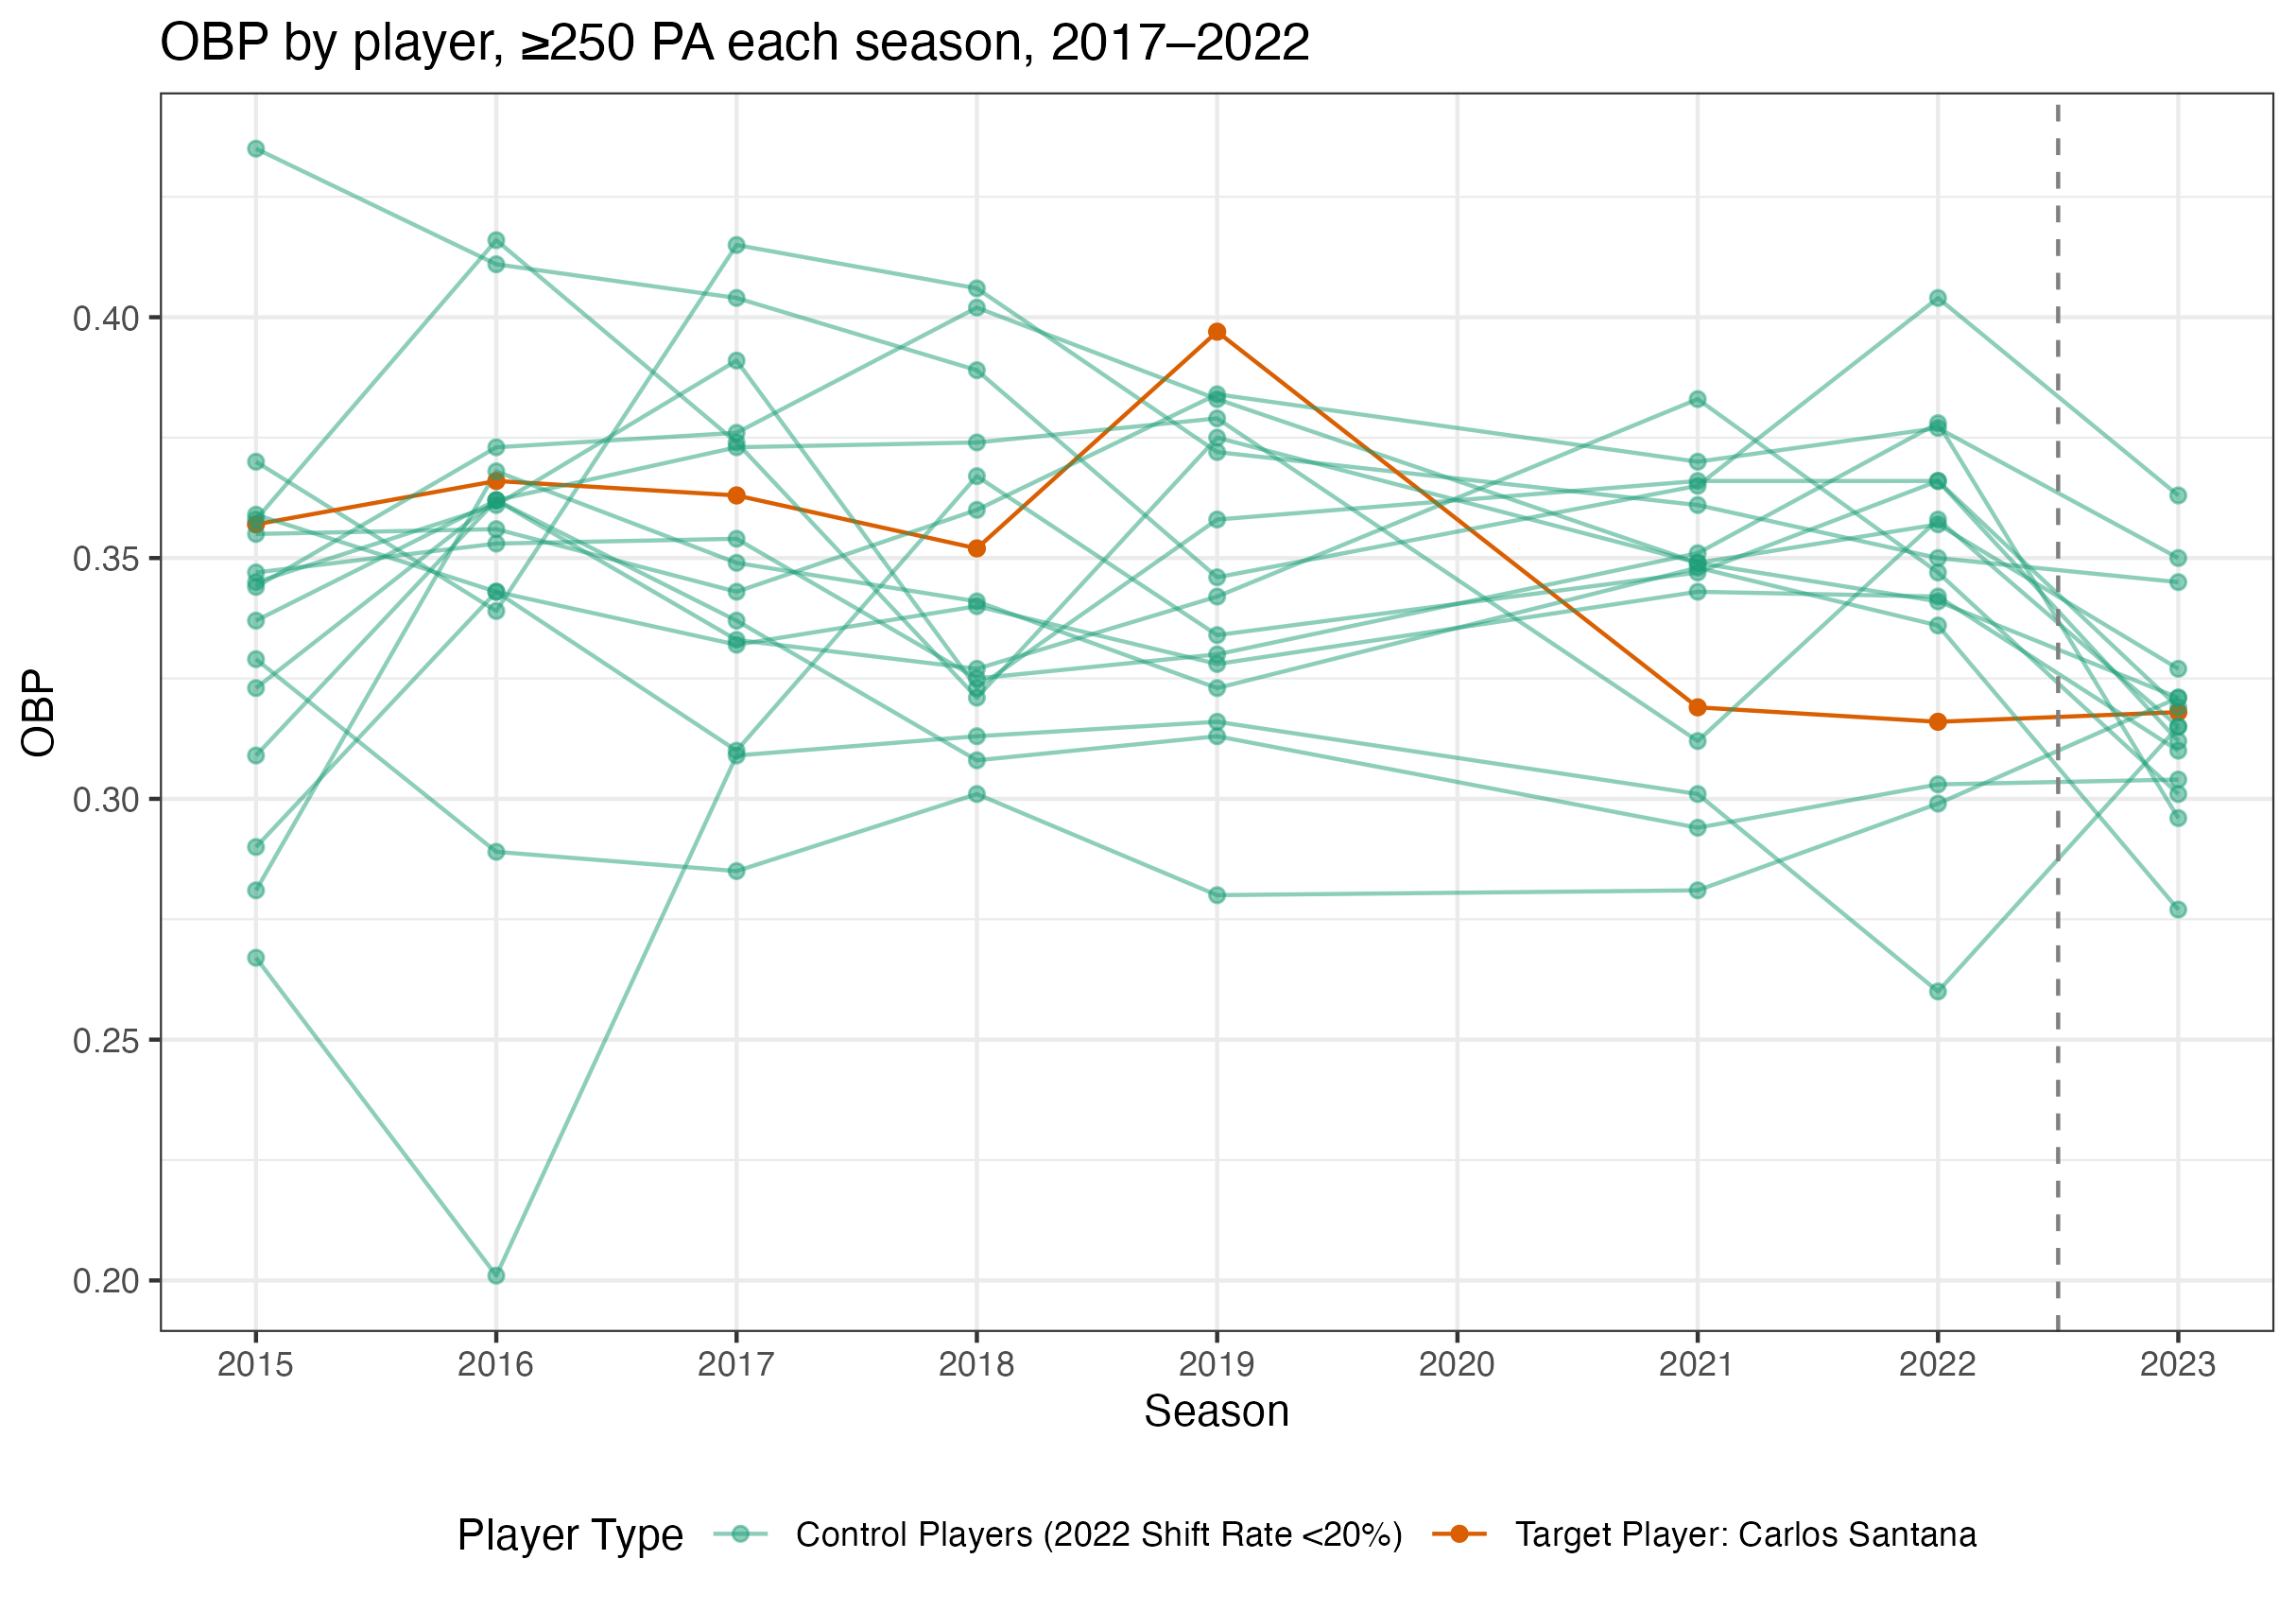 OBP by player, ≥250 PA each season, 2017–2022
OBP
0.40
0.35
0.30
0.25
0.20
2015 2016 2017 2018 2019 2020 2021 2022 2023
Season
Player Type Control Players (2022 Shift Rate <20%) Target Player: Carlos Santana